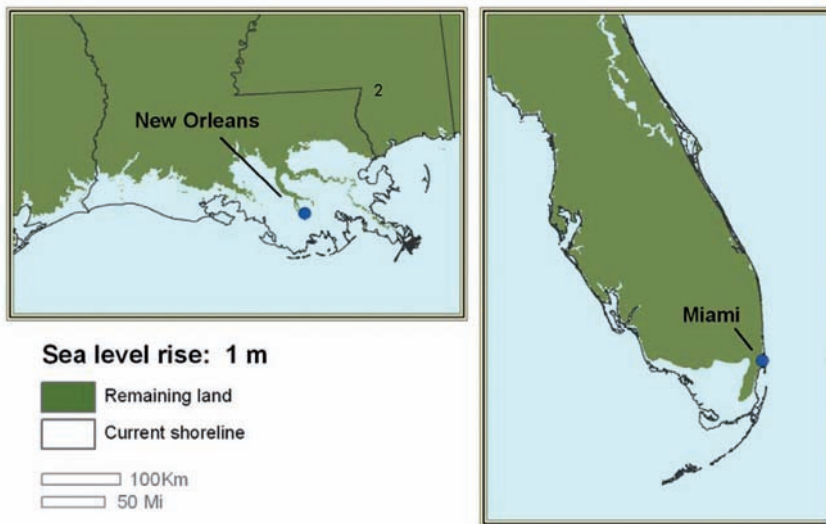 2
New Orleans
Miami
Sea level rise: 1 m
Remaining land
Current shoreline
100Km
50 Mi